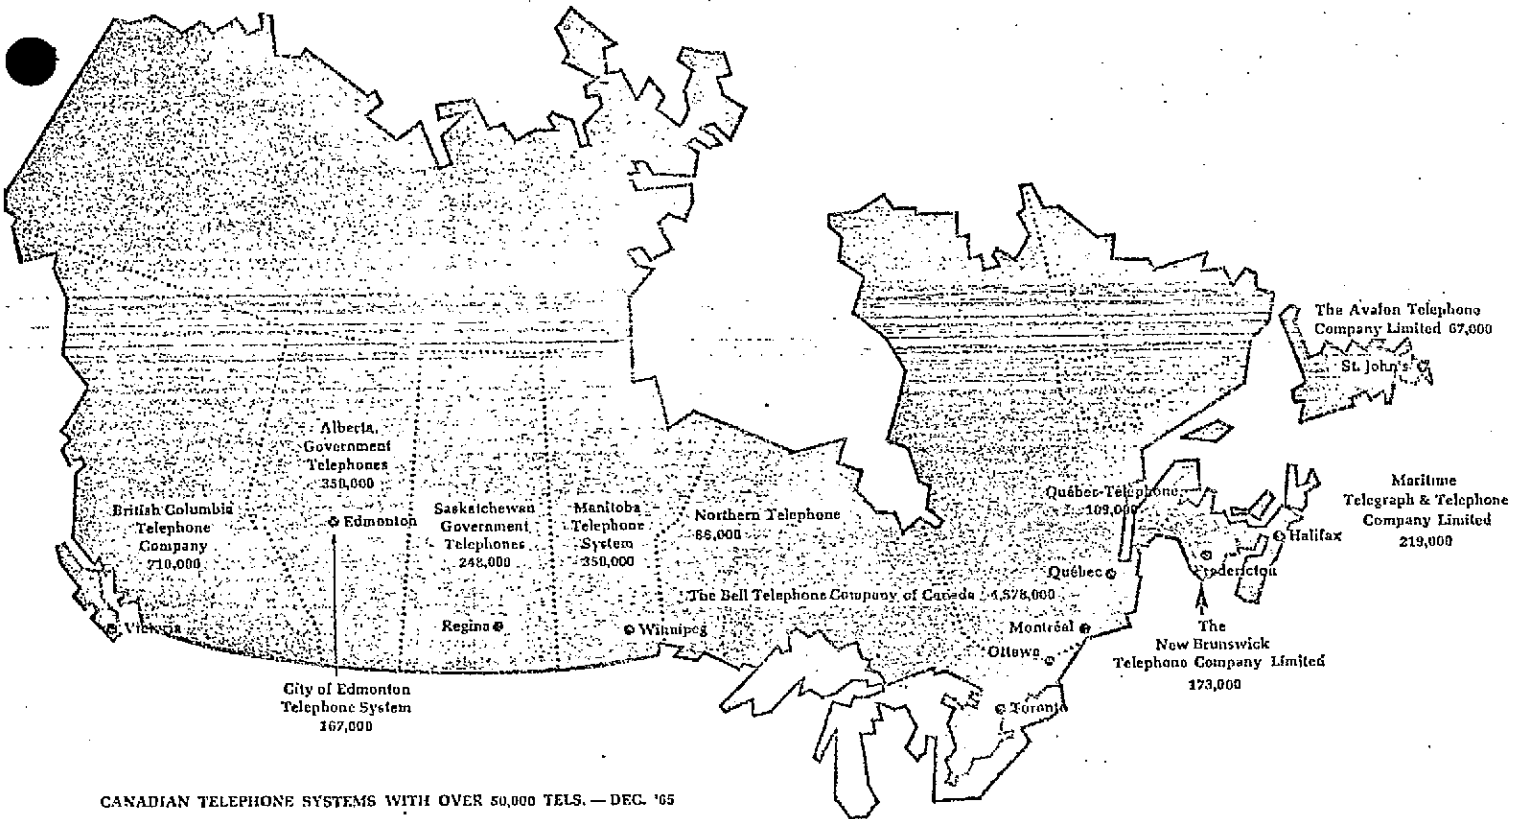 The Avalon Telephone
Company Limited 67,000
St. John's
Alberta
Government
Telephones
350,000
Edmonton
British Columbia
Telephone
Company
710,000
Saskatchewan
Government
Telephones
248,000
Manitoba
Telephone
System
350,000
Northern Telephone
66,000
Québec-Téléphone
109,000
Maritime
Telegraph & Telephone
Company Limited
219,000
Halifax
Fredericton
Québec
The Bell Telephone Company of Canada 4,578,000
Victoria
Regina
Winnipeg
Montréal
Ottawa
The
New Brunswick
Telephone Company Limited
173,000
City of Edmonton
Telephone System
167,000
Toronto
CANADIAN TELEPHONE SYSTEMS WITH OVER 50,000 TELS. — DEC. '65